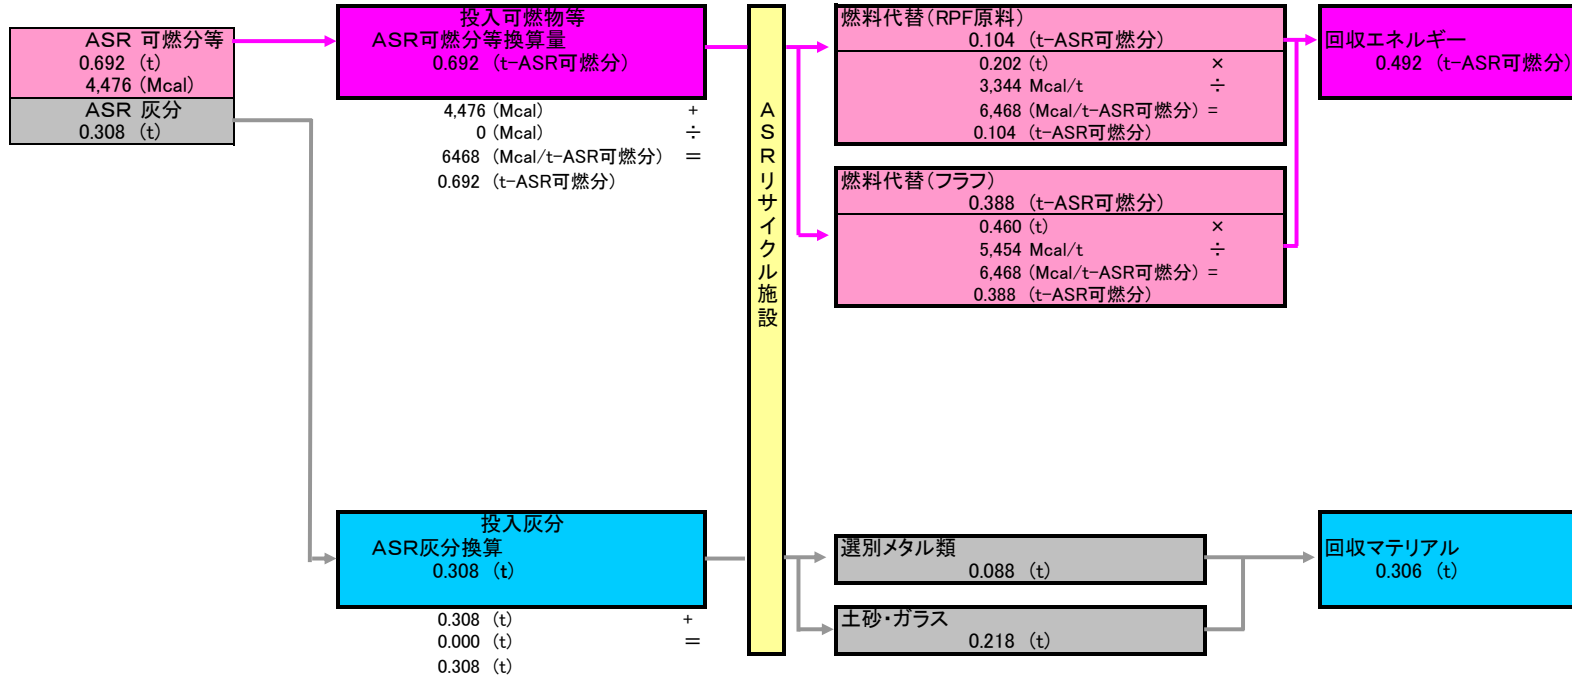 ASR 可燃分等
0.692 (t)
4,476 (Mcal)
ASR 灰分
0.308 (t)
投入可燃物等
ASR可燃分等換算量
0.692 (t-ASR可燃分)
4,476 (Mcal) +
0 (Mcal) ÷
6468 (Mcal/t-ASR可燃分) =
0.692 (t-ASR可燃分)
投入灰分
ASR灰分換算
0.308 (t)
0.308 (t) +
0.000 (t) =
0.308 (t)
ASRリサイクル施設
燃料代替(RPF原料)
0.104 (t-ASR可燃分)
0.202 (t) ×
3,344 Mcal/t ÷
6,468 (Mcal/t-ASR可燃分) =
0.104 (t-ASR可燃分)
燃料代替(フラフ)
0.388 (t-ASR可燃分)
0.460 (t) ×
5,454 Mcal/t ÷
6,468 (Mcal/t-ASR可燃分) =
0.388 (t-ASR可燃分)
選別メタル類
0.088 (t)
土砂・ガラス
0.218 (t)
回収エネルギー
0.492 (t-ASR可燃分)
回収マテリアル
0.306 (t)